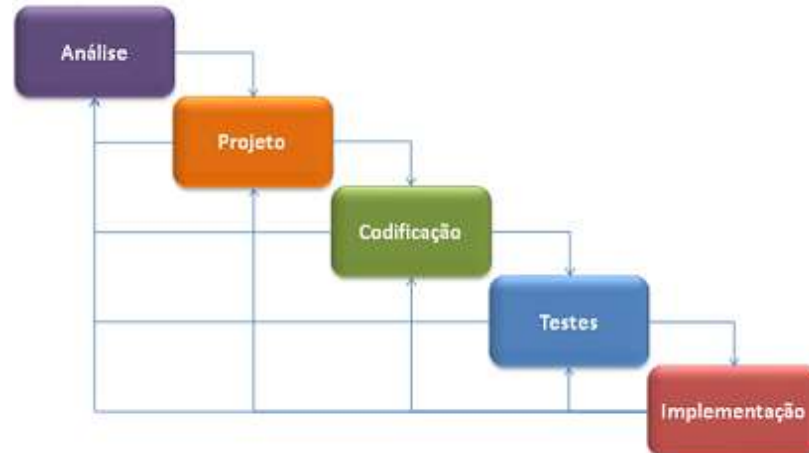 Análise
Projeto
Codificação
Testes
Implementação